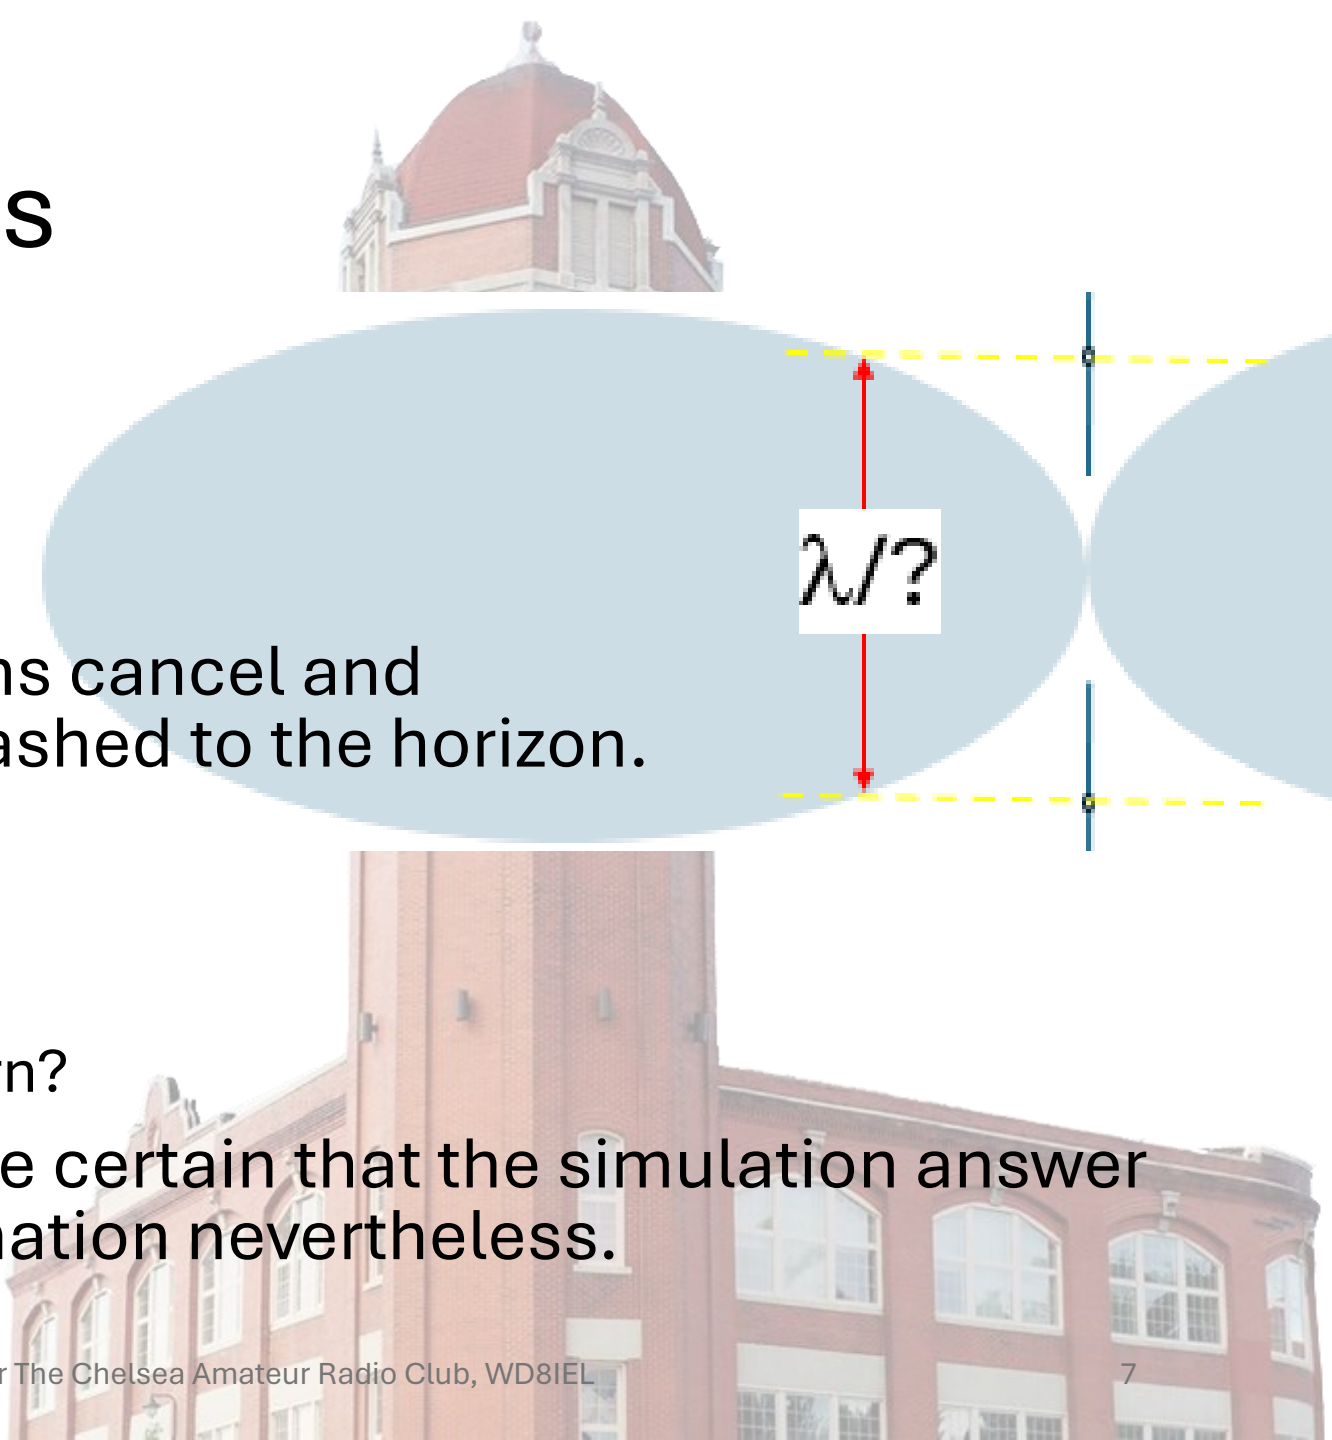 s
λ/?
ns cancel and
ashed to the horizon.
rn?
e certain that the simulation answer
nation nevertheless.
r The Chelsea Amateur Radio Club, WD8IEL
7